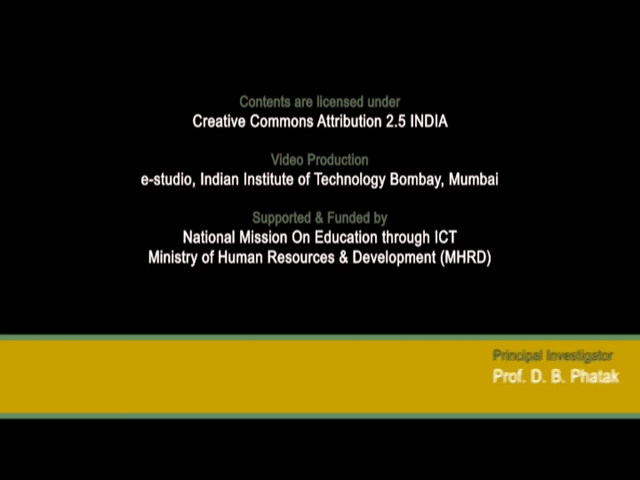 Contents are licensed under
Creative Commons Attribution 2.5 INDIA
Video Production
e-studio, Indian Institute of Technology Bombay, Mumbai
Supported & Funded by
National Mission On Education through ICT
Ministry of Human Resources & Development (MHRD)
Principal Investigator
Prof. D. B. Phatak